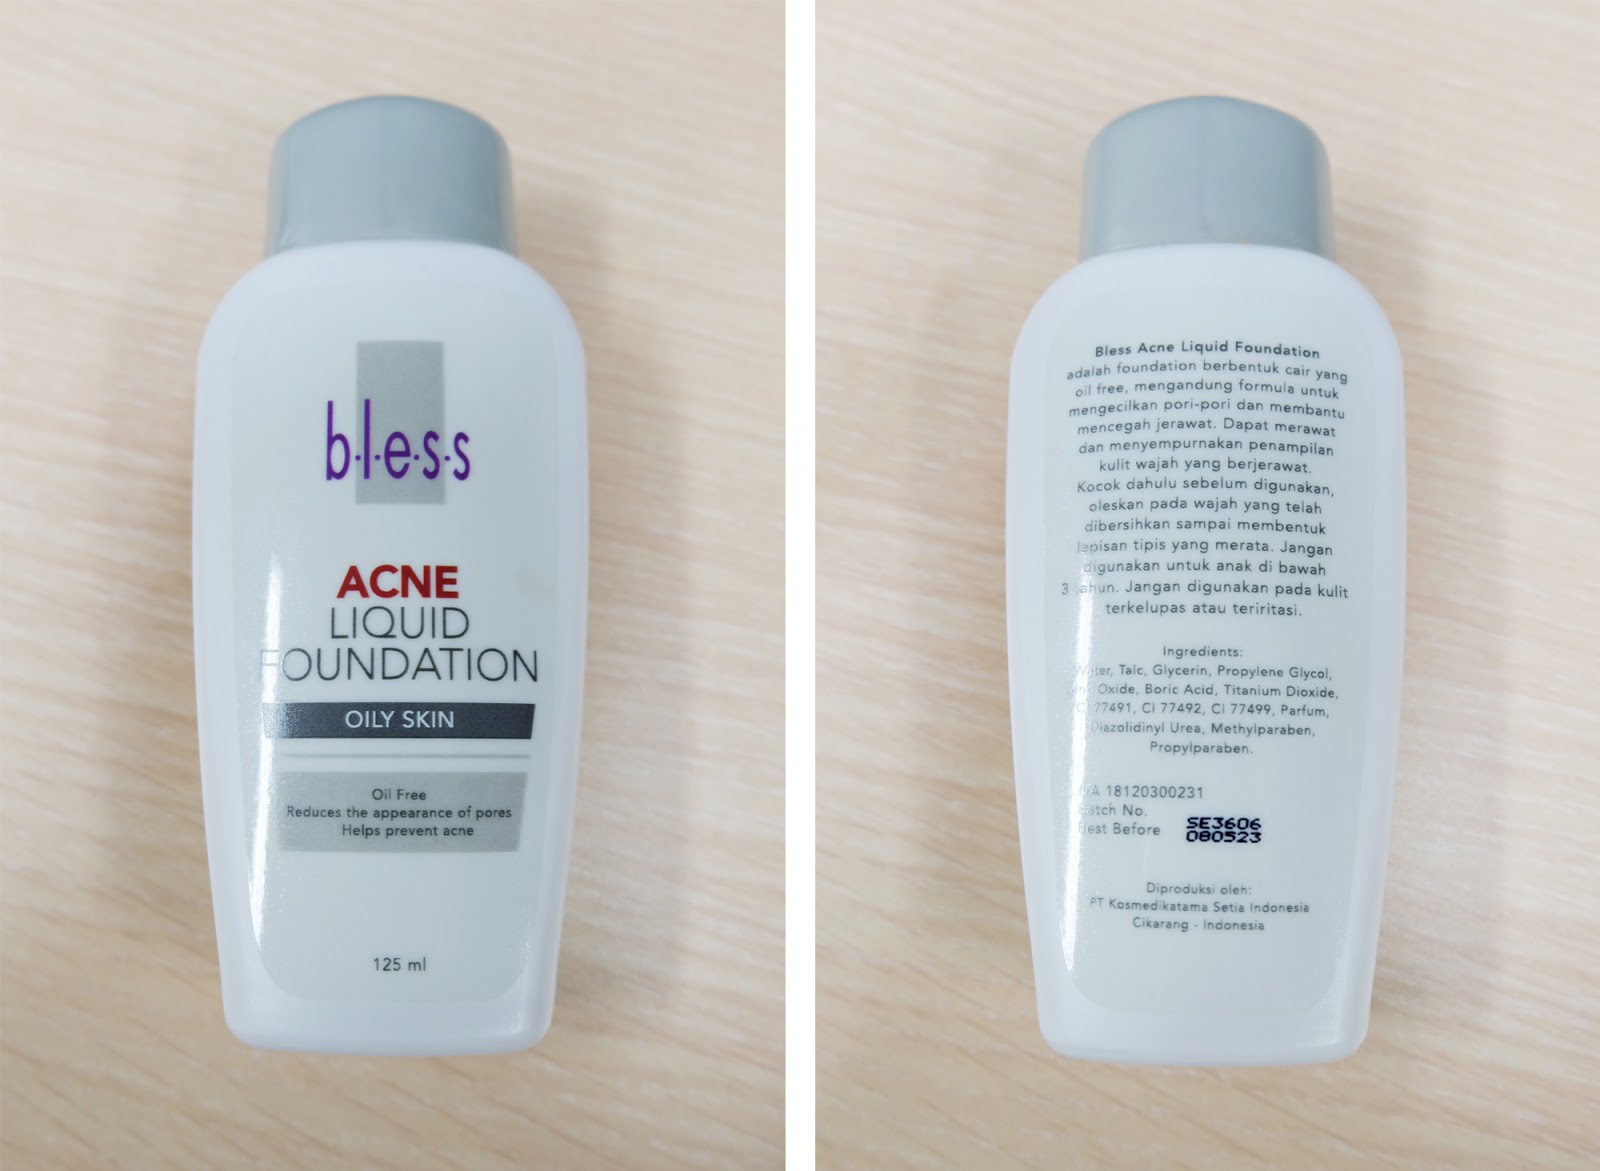 b·l·e·s·s
ACNE
LIQUID
FOUNDATION
OILY SKIN
Oil Free
Reduces the appearance of pores
Helps prevent acne
125 ml
Bless Acne Liquid Foundation
adalah foundation berbentuk cair yang
oil free, mengandung formula untuk
mengecilkan pori-pori dan membantu
mencegah jerawat. Dapat merawat
dan menyempurnakan penampilan
kulit wajah yang berjerawat.
Kocok dahulu sebelum digunakan,
oleskan pada wajah yang telah
dibersihkan sampai membentuk
lapisan tipis yang merata. Jangan
digunakan untuk anak di bawah
3 tahun. Jangan digunakan pada kulit
terkelupas atau teriritasi.
Ingredients:
Water, Talc, Glycerin, Propylene Glycol,
Zinc Oxide, Boric Acid, Titanium Dioxide,
CI 77491, CI 77492, CI 77499, Parfum,
Diazolidinyl Urea, Methylparaben,
Propylparaben.
18120300231
Batch No.
Best Before
SE3606
080523
Diproduksi oleh:
PT Kosmedikatama Setia Indonesia
Cikarang - Indonesia